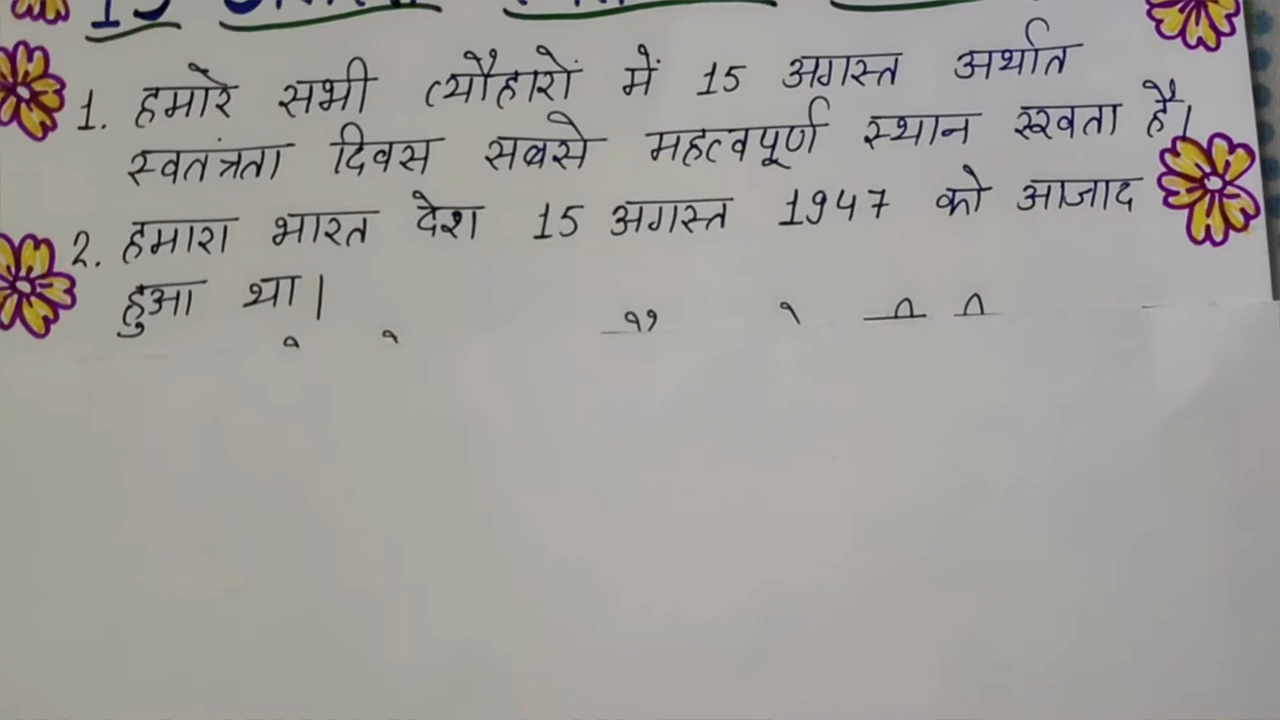 1. हमारे सभी त्यौहारों में 15 अगस्त अर्थात
स्वतंत्रता दिवस सबसे महत्वपूर्ण स्थान रखता है।
2. हमारा भारत देश 15 अगस्त 1947 को आजाद
हुआ था।